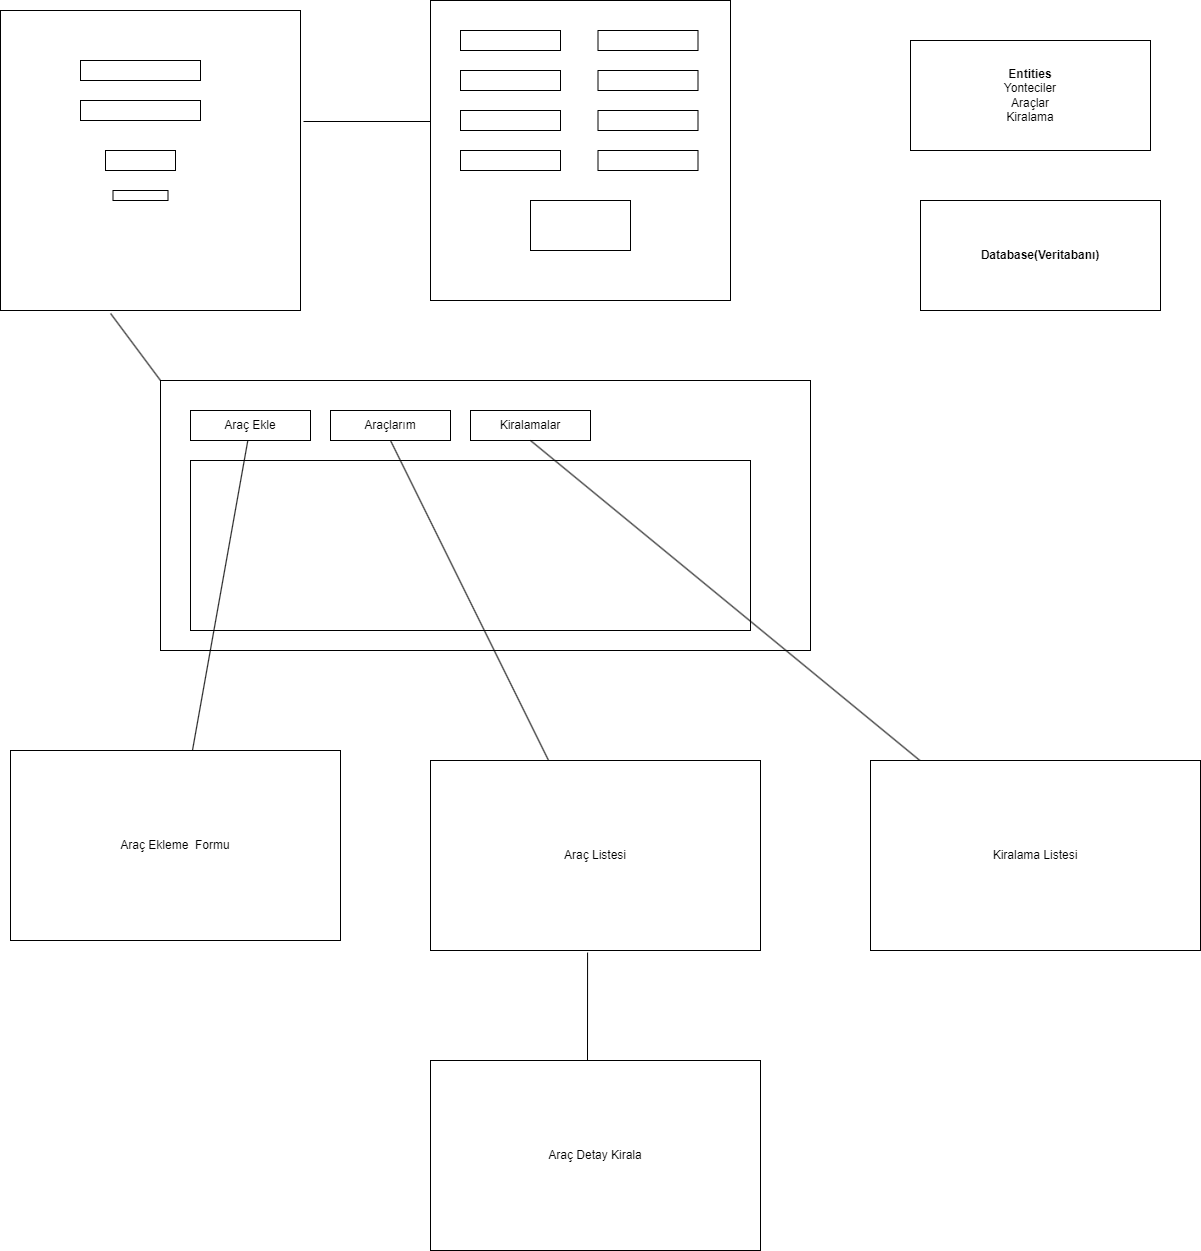 Entities
Yonteciler
Araçlar
Kiralama
Database(Veritabanı)
Araç Ekle
Araçlarım
Kiralamalar
Araç Ekleme  Formu
Araç Listesi
Kiralama Listesi
Araç Detay Kirala